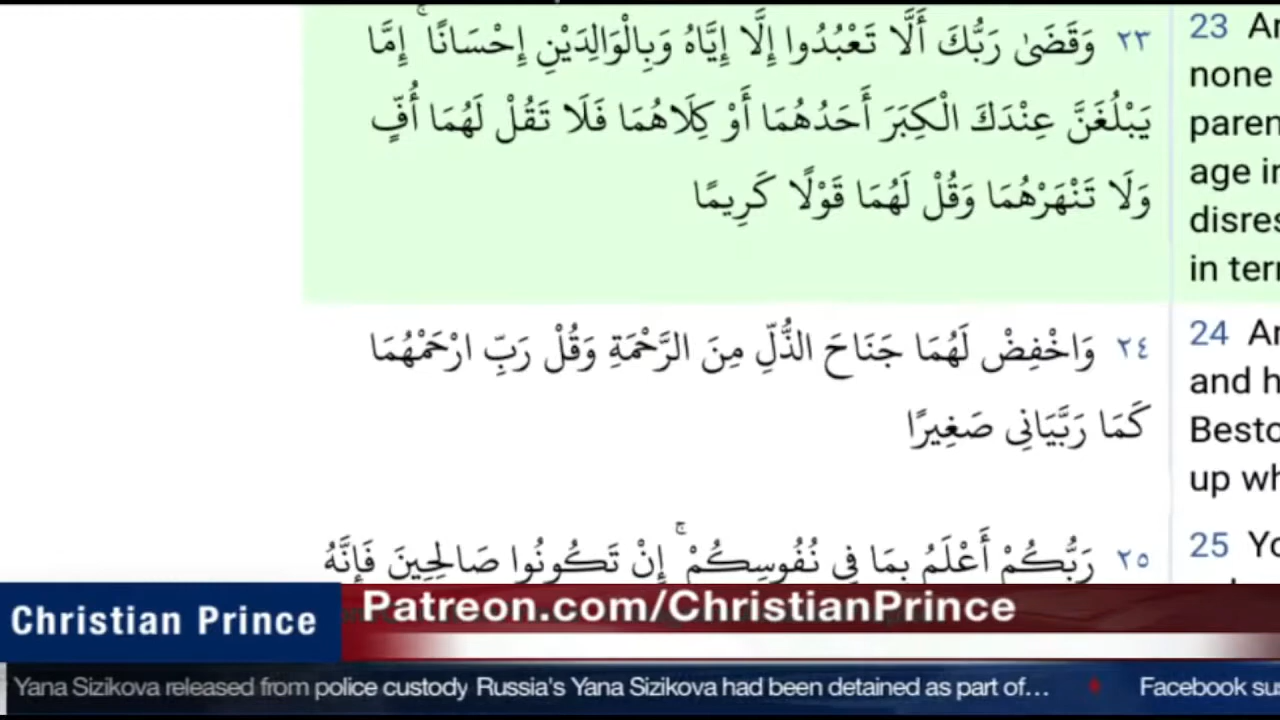 ٢٣ وَقَضَىٰ رَبُّكَ أَلَّا تَعْبُدُوا إِلَّا إِيَّاهُ وَبِالْوَالِدَيْنِ إِحْسَانًا ۚ إِمَّا
يَبْلُغَنَّ عِنْدَكَ الْكِبَرَ أَحَدُهُمَا أَوْ كِلَاهُمَا فَلَا تَقُلْ لَهُمَا أُفٍّ
وَلَا تَنْهَرْهُمَا وَقُلْ لَهُمَا قَوْلًا كَرِيمًا
23 An
none
paren
age in
disres
in terr
٢٤ وَاخْفِضْ لَهُمَا جَنَاحَ الذُّلِّ مِنَ الرَّحْمَةِ وَقُلْ رَبِّ ارْحَمْهُمَا
كَمَا رَبَّيَانِي صَغِيرًا
24 An
and h
Besto
up wh
٢٥ رَبُّكُمْ أَعْلَمُ بِمَا فِي نُفُوسِكُمْ ۚ إِنْ تَكُونُوا صَالِحِينَ فَإِنَّهُ
25 Yo
Christian Prince
Patreon.com/ChristianPrince
Yana Sizikova released from police custody Russia's Yana Sizikova had been detained as part of... Facebook su